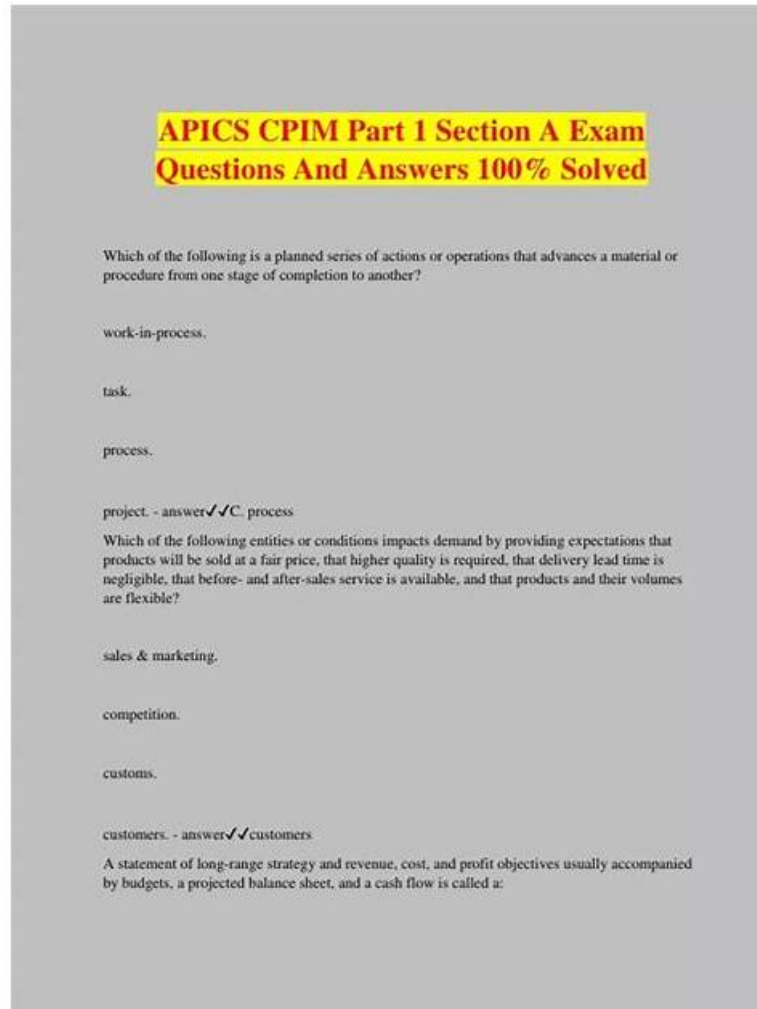 APICS CPIM Part 1 Section A Exam
Questions And Answers 100% Solved
Which of the following is a planned series of actions or operations that advances a material or
procedure from one stage of completion to another?
work-in-process.
task.
process.
project. - answer✓✓C. process
Which of the following entities or conditions impacts demand by providing expectations that
products will be sold at a fair price, that higher quality is required, that delivery lead time is
negligible, that before- and after-sales service is available, and that products and their volumes
are flexible?
sales & marketing.
competition.
customs.
customers. - answer✓✓customers
A statement of long-range strategy and revenue, cost, and profit objectives usually accompanied
by budgets, a projected balance sheet, and a cash flow is called a: